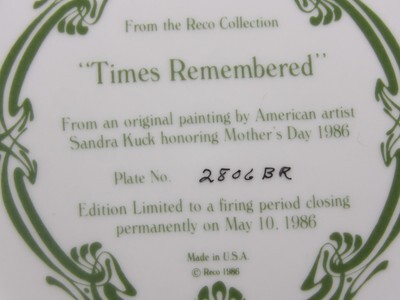 From the Reco Collection
"Times Remembered"
From an original painting by American artist
Sandra Kuck honoring Mother's Day 1986
Plate No. 2806BR
Edition Limited to a firing period closing
permanently on May 10, 1986
Made in U.S.A.
© Reco 1986